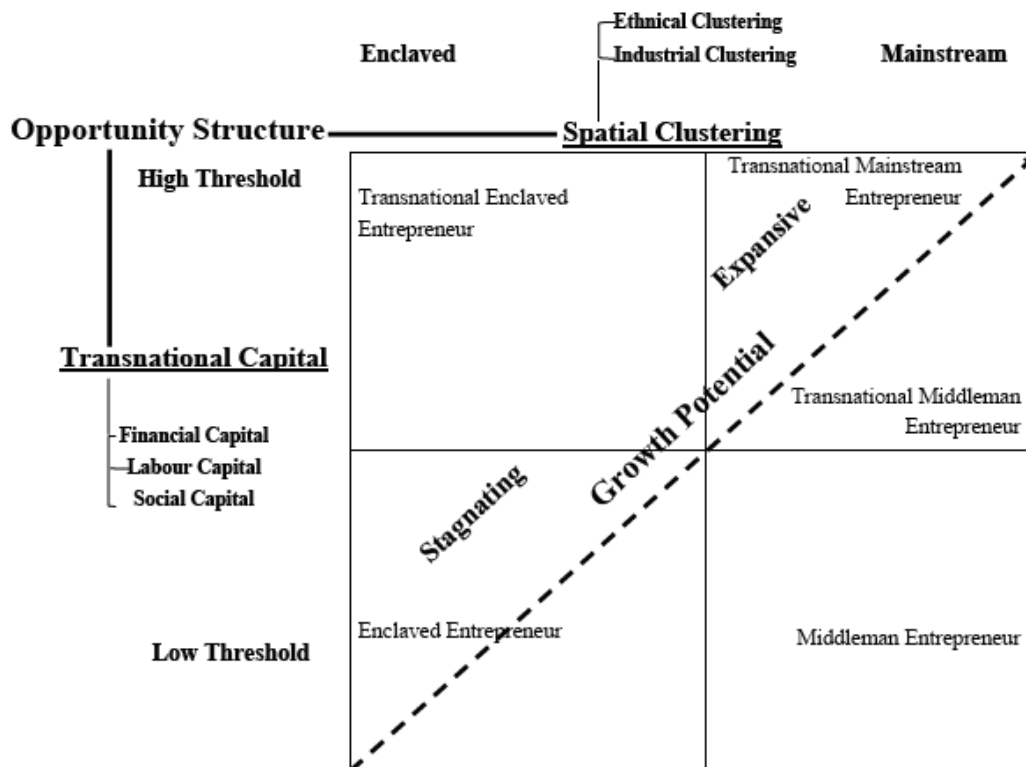 Ethnical Clustering
Enclaved
Industrial Clustering
Mainstream
Opportunity Structure
Spatial Clustering
High Threshold
Transnational Enclaved
Entrepreneur
Transnational Mainstream
Entrepreneur
Expansive
Transnational Capital
Growth Potential
Transnational Middleman
Entrepreneur
Financial Capital
Labour Capital
Social Capital
Stagnating
Low Threshold
Enclaved Entrepreneur
Middleman Entrepreneur